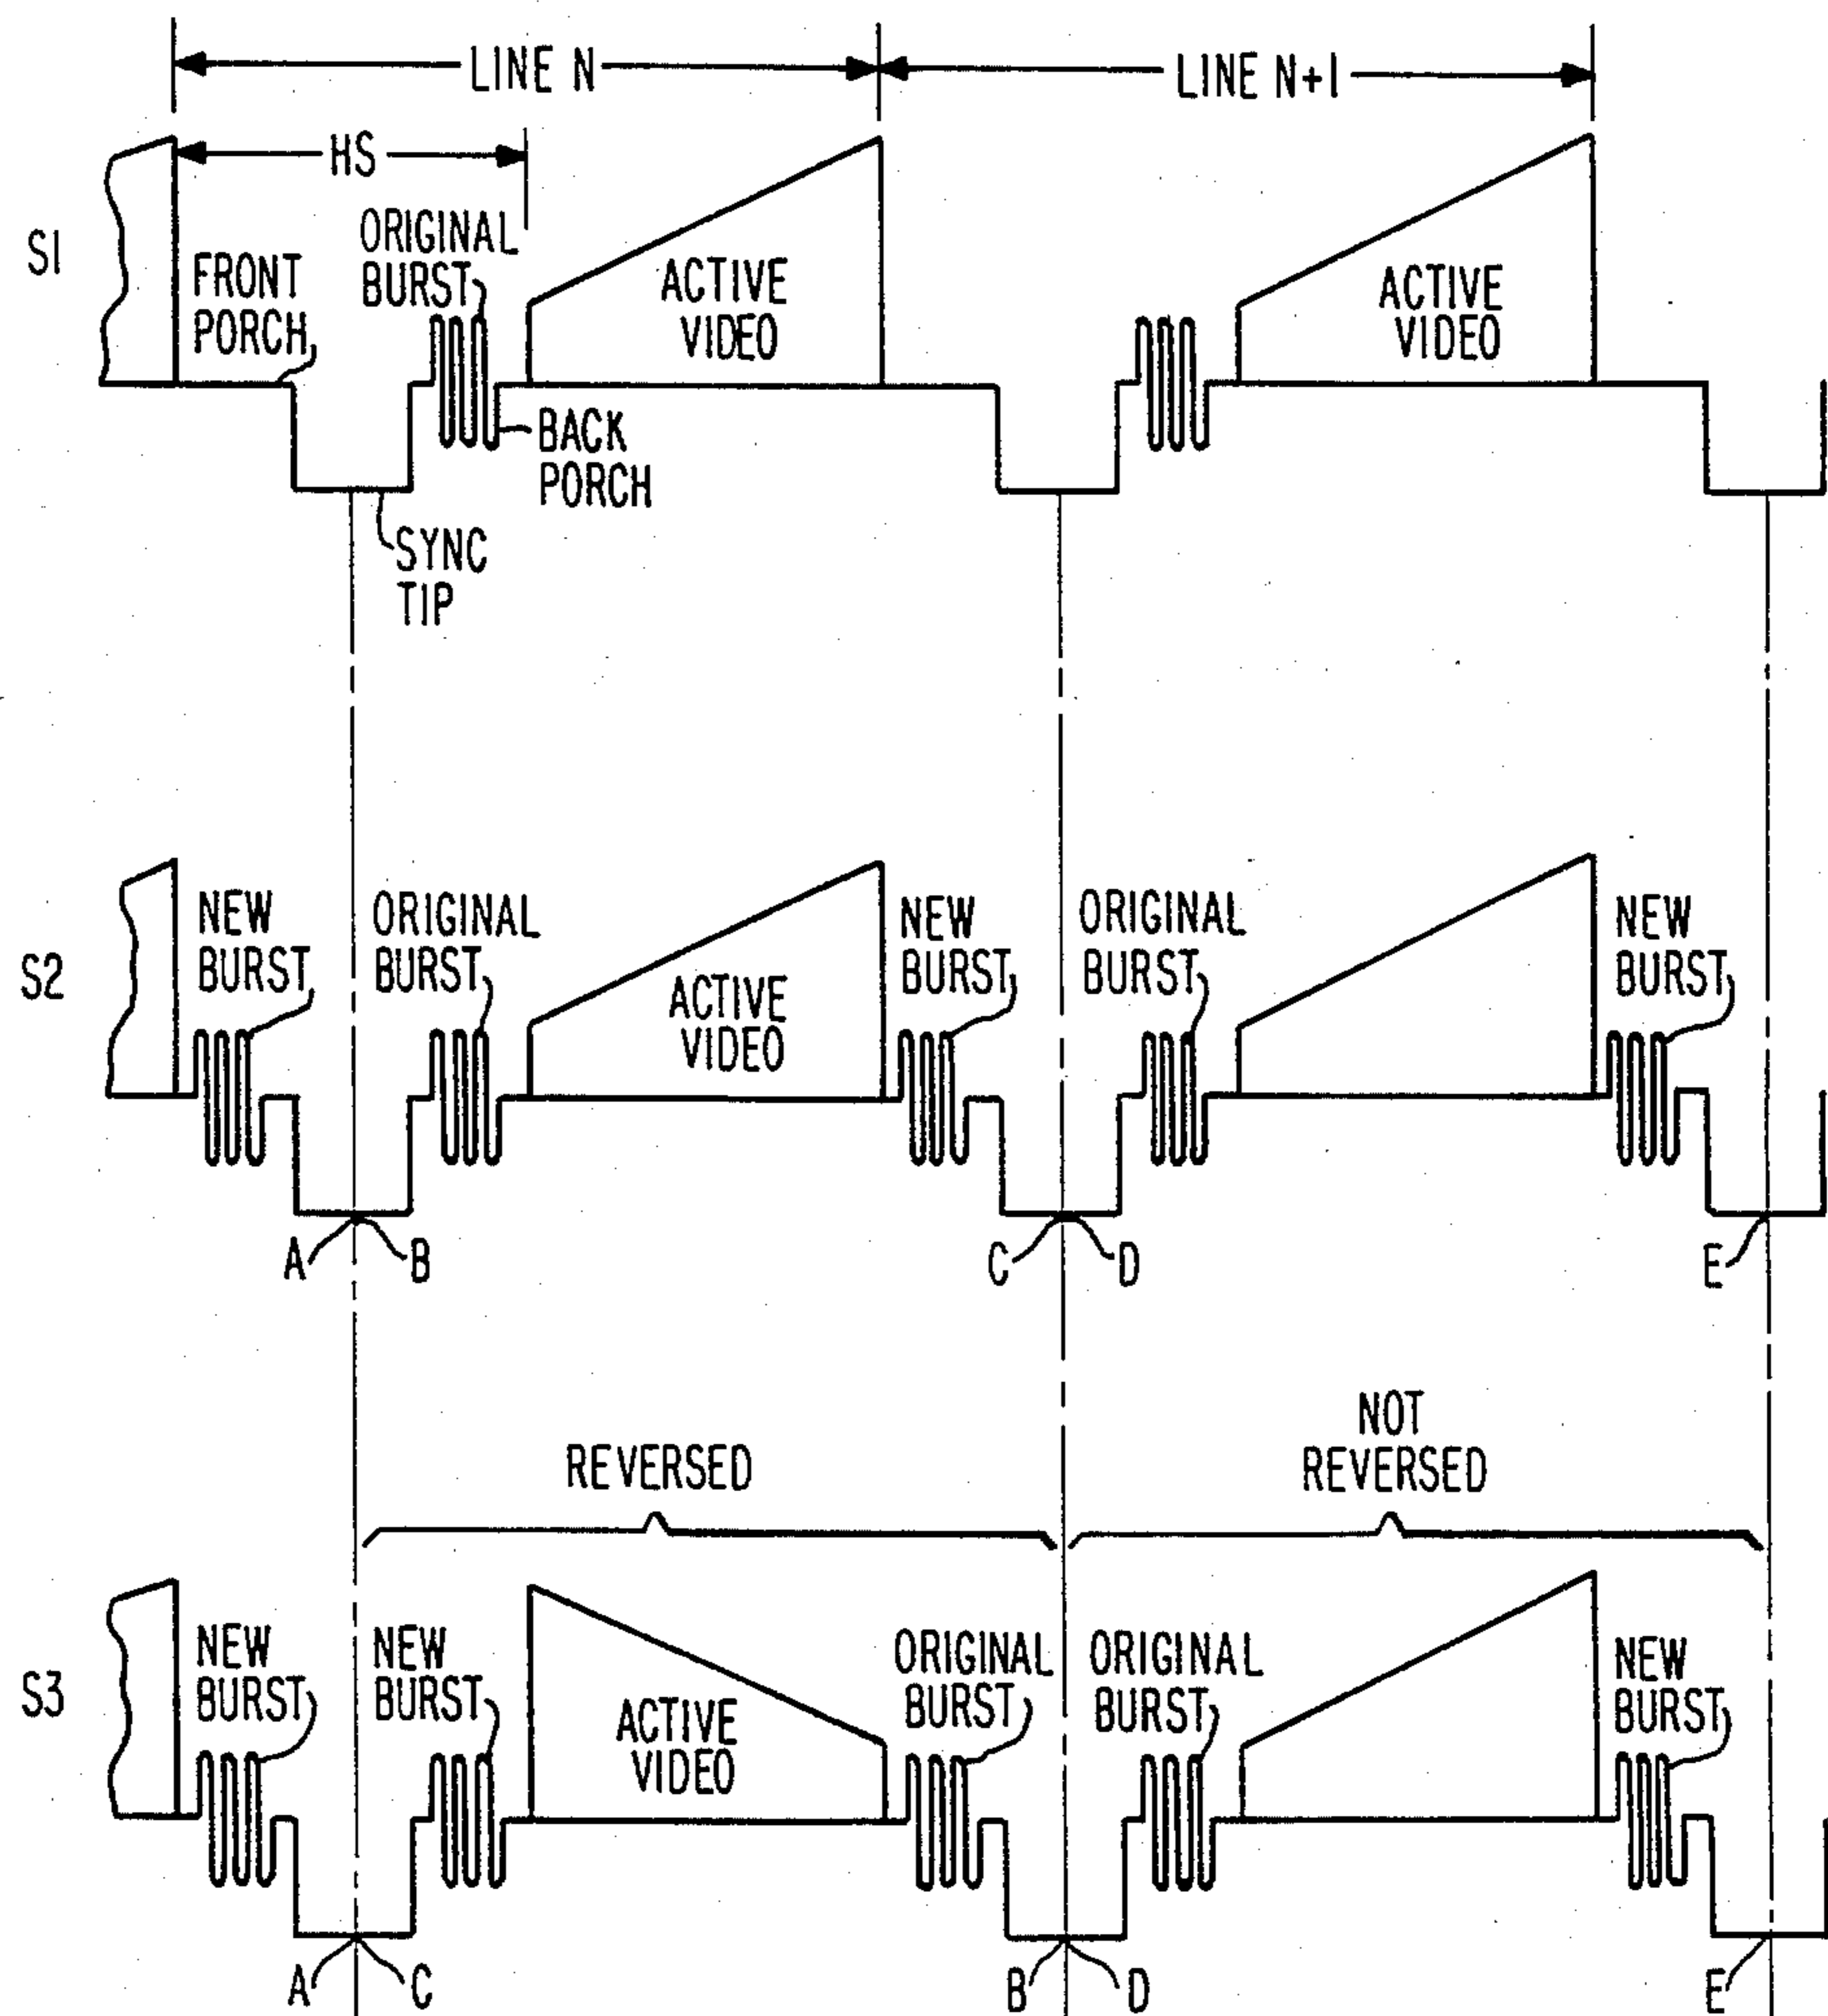 LINE N
LINE N+1
HS
S1
FRONT
PORCH
ORIGINAL
BURST
ACTIVE
VIDEO
ACTIVE
VIDEO
BACK
PORCH
SYNC
TIP
S2
NEW
BURST
ORIGINAL
BURST
ACTIVE
VIDEO
NEW
BURST
ORIGINAL
BURST
NEW
BURST
A
B
C
D
E
REVERSED
NOT
REVERSED
S3
NEW
BURST
NEW
BURST
ACTIVE
VIDEO
ORIGINAL
BURST
ORIGINAL
BURST
NEW
BURST
A
C
B
D
E